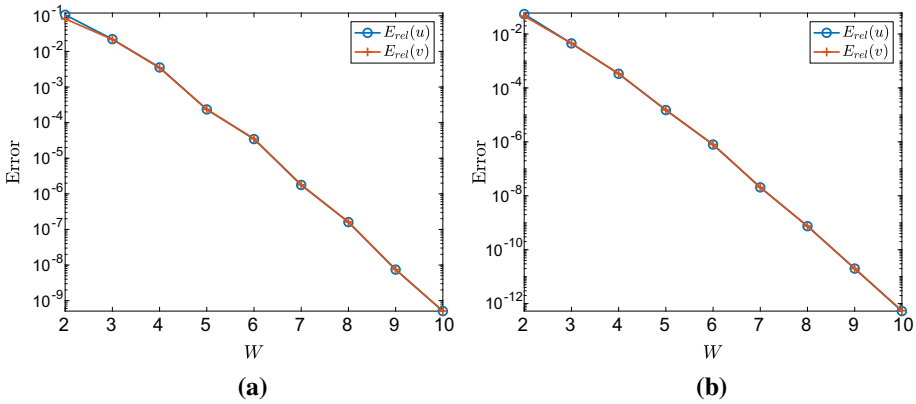 10^-1
10^-2
10^-3
10^-4
10^-5
10^-6
10^-7
10^-8
10^-9
Error
2 3 4 5 6 7 8 9 10
W
E_rel(u)
E_rel(v)
(a)
10^-2
10^-4
10^-6
10^-8
10^-10
10^-12
Error
2 3 4 5 6 7 8 9 10
W
E_rel(u)
E_rel(v)
(b)